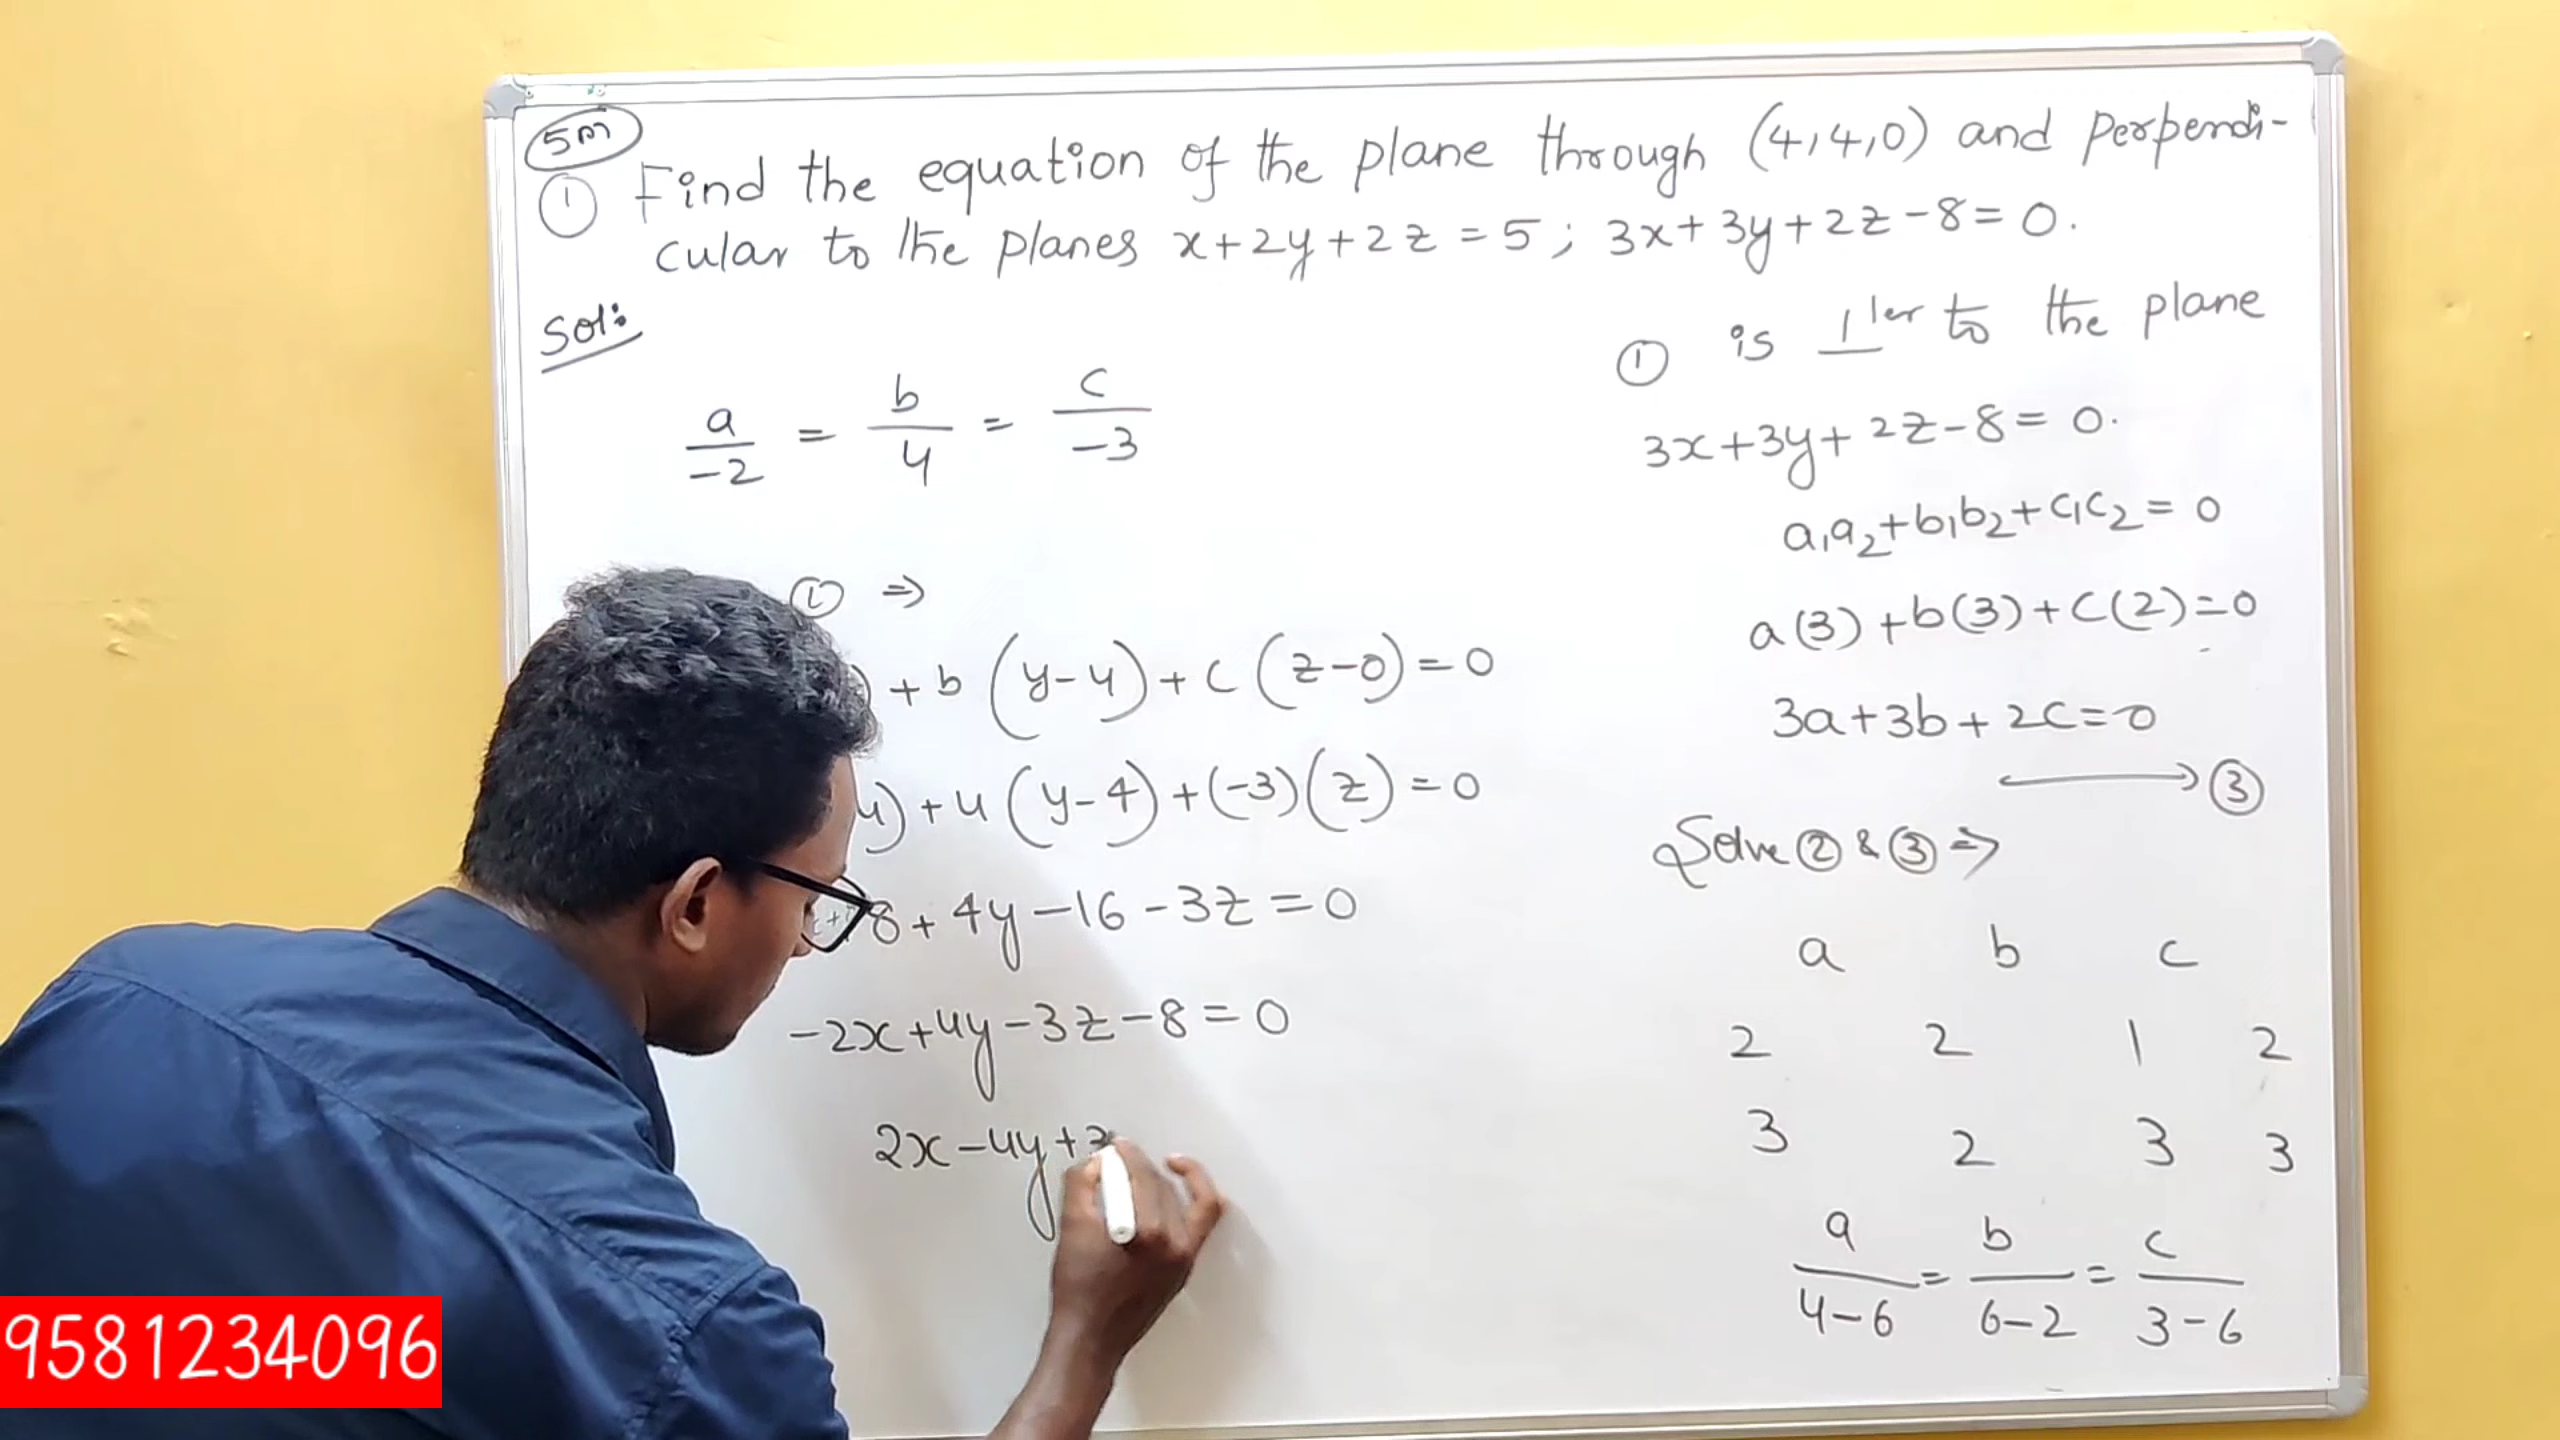 5m
① Find the equation of the plane through (4,4,0) and perpendi-
cular to the planes x+2y+2z=5; 3x+3y+2z-8=0.
Sol:
a/-2 = b/4 = c/-3
① ⇒
) + b (y-4) + c (z-0) = 0
4) + 4 (y-4) + (-3)(z) = 0
8 + 4y - 16 - 3z = 0
-2x + 4y - 3z - 8 = 0
2x - 4y + 3
① is ⊥ler to the plane
3x+3y+2z-8=0.
a₁a₂+b₁b₂+c₁c₂=0
a(3)+b(3)+c(2)=0
3a+3b+2c=0
→ ③
Solve ② & ③ ⇒
a b c
2 2 1 2
3 2 3 3
a/4-6 = b/6-2 = c/3-6
9581234096